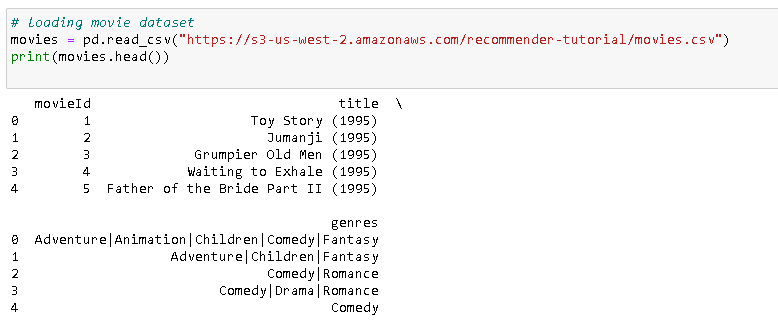 # Loading movie dataset
movies = pd.read_csv("https://s3-us-west-2.amazonaws.com/recommender-tutorial/movies.csv")
print(movies.head())
movieId title \
0 1 Toy Story (1995)
1 2 Jumanji (1995)
2 3 Grumpier Old Men (1995)
3 4 Waiting to Exhale (1995)
4 5 Father of the Bride Part II (1995)
genres
0 Adventure|Animation|Children|Comedy|Fantasy
1 Adventure|Children|Fantasy
2 Comedy|Romance
3 Comedy|Drama|Romance
4 Comedy